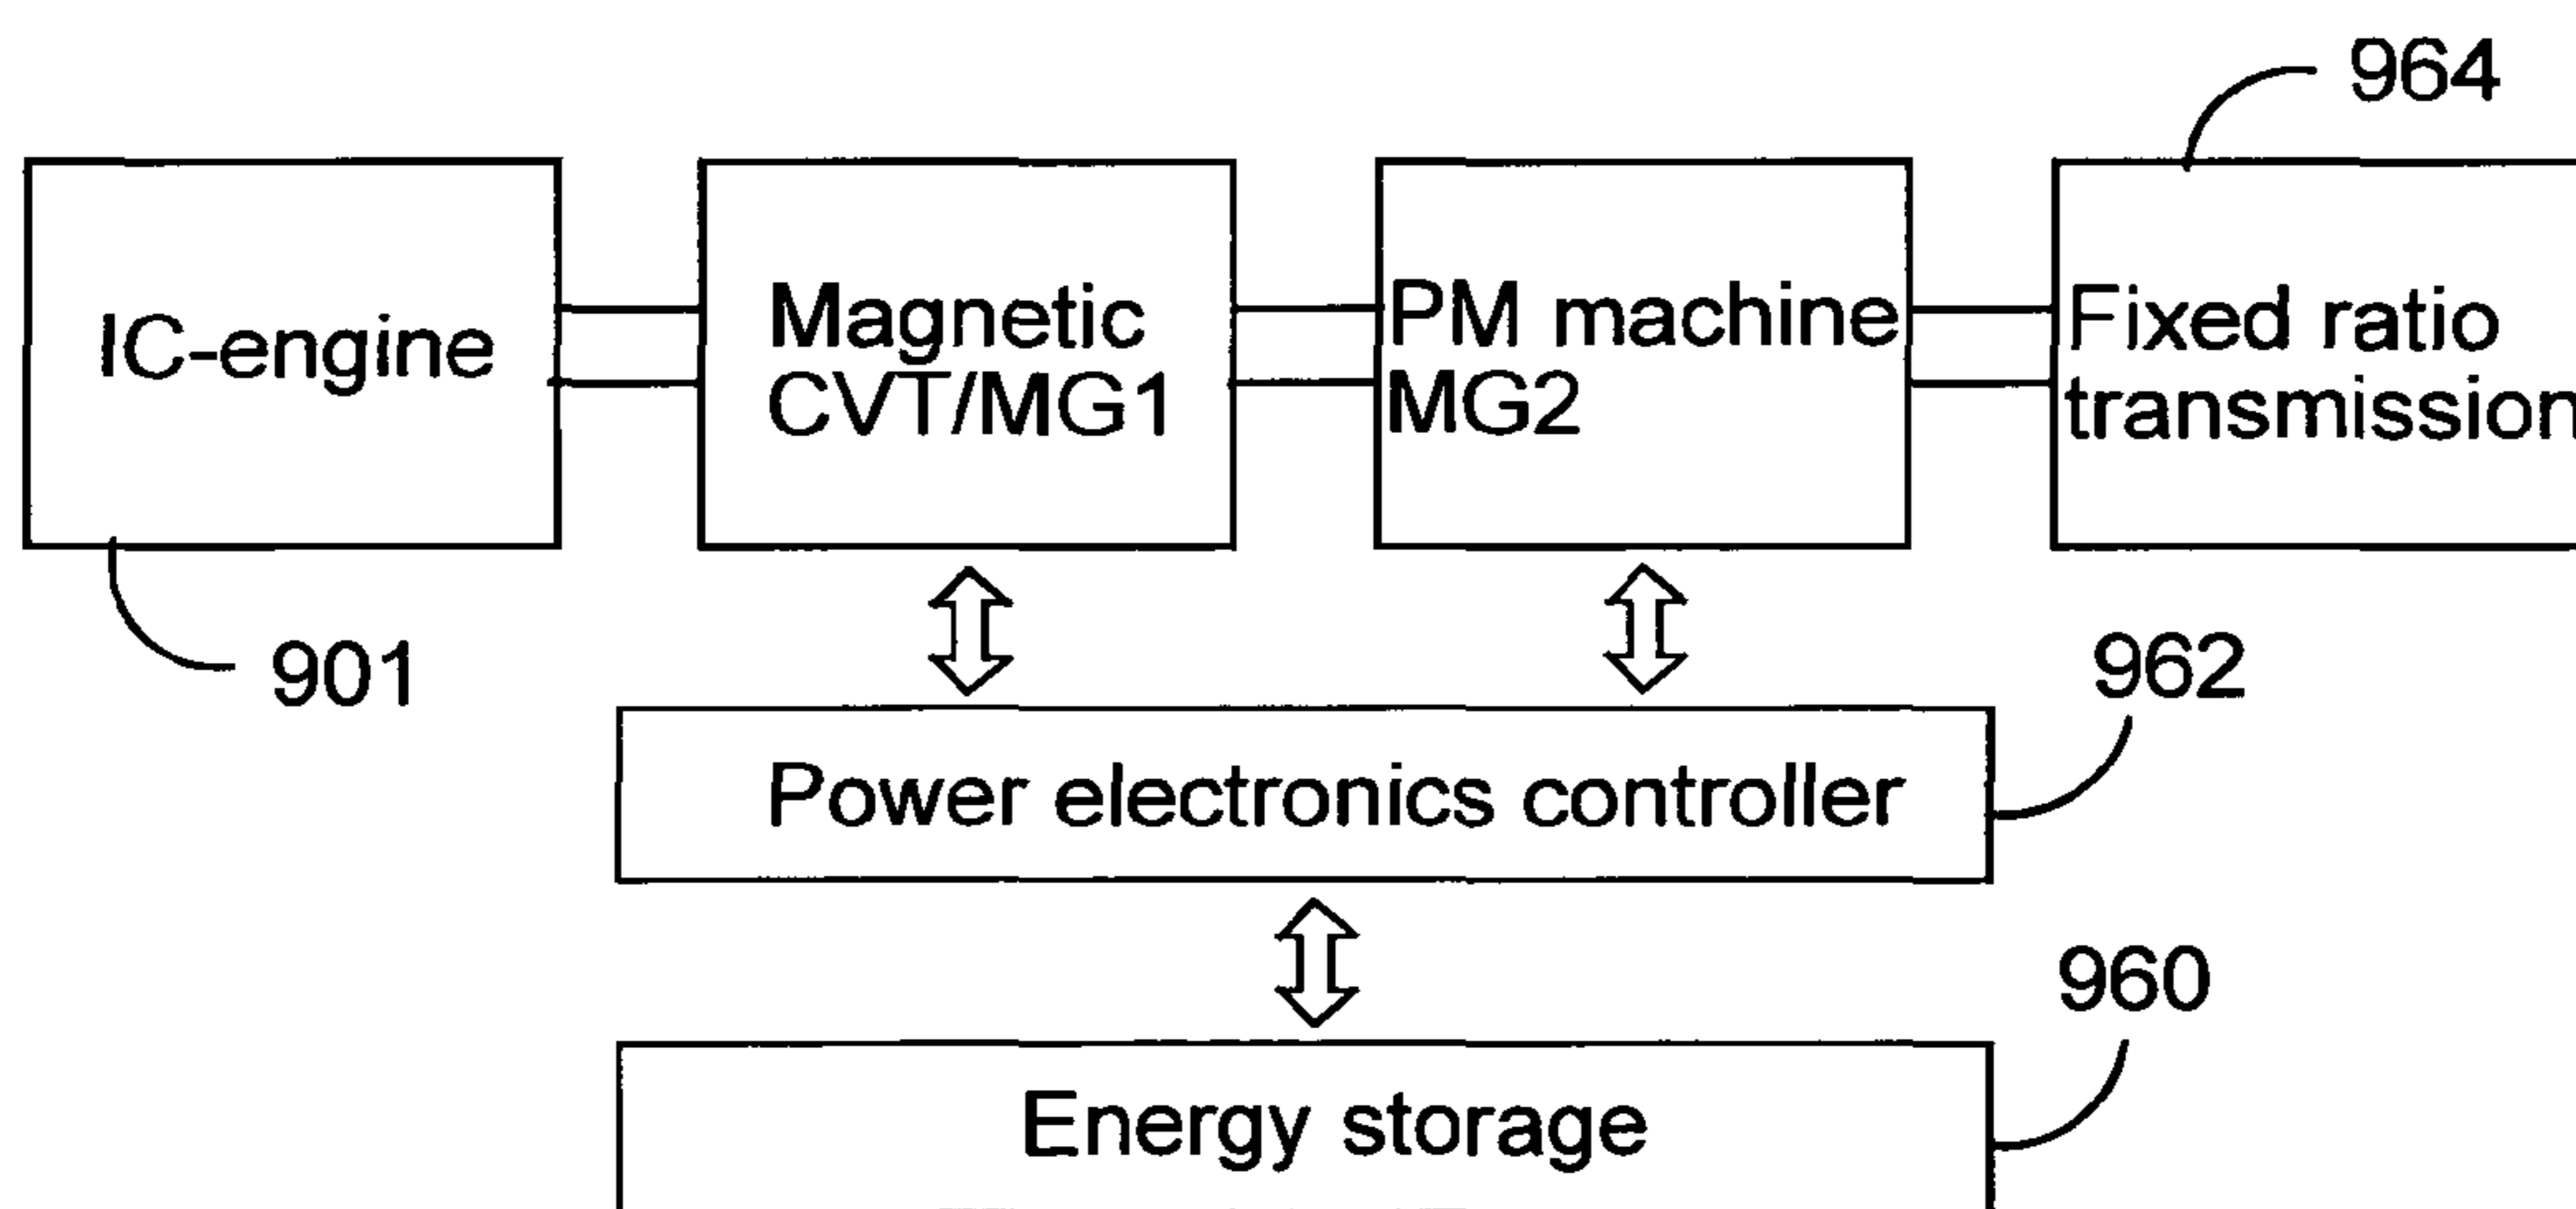 964
IC-engine
Magnetic
CVT/MG1
PM machine
MG2
Fixed ratio
transmission
901
962
Power electronics controller
960
Energy storage